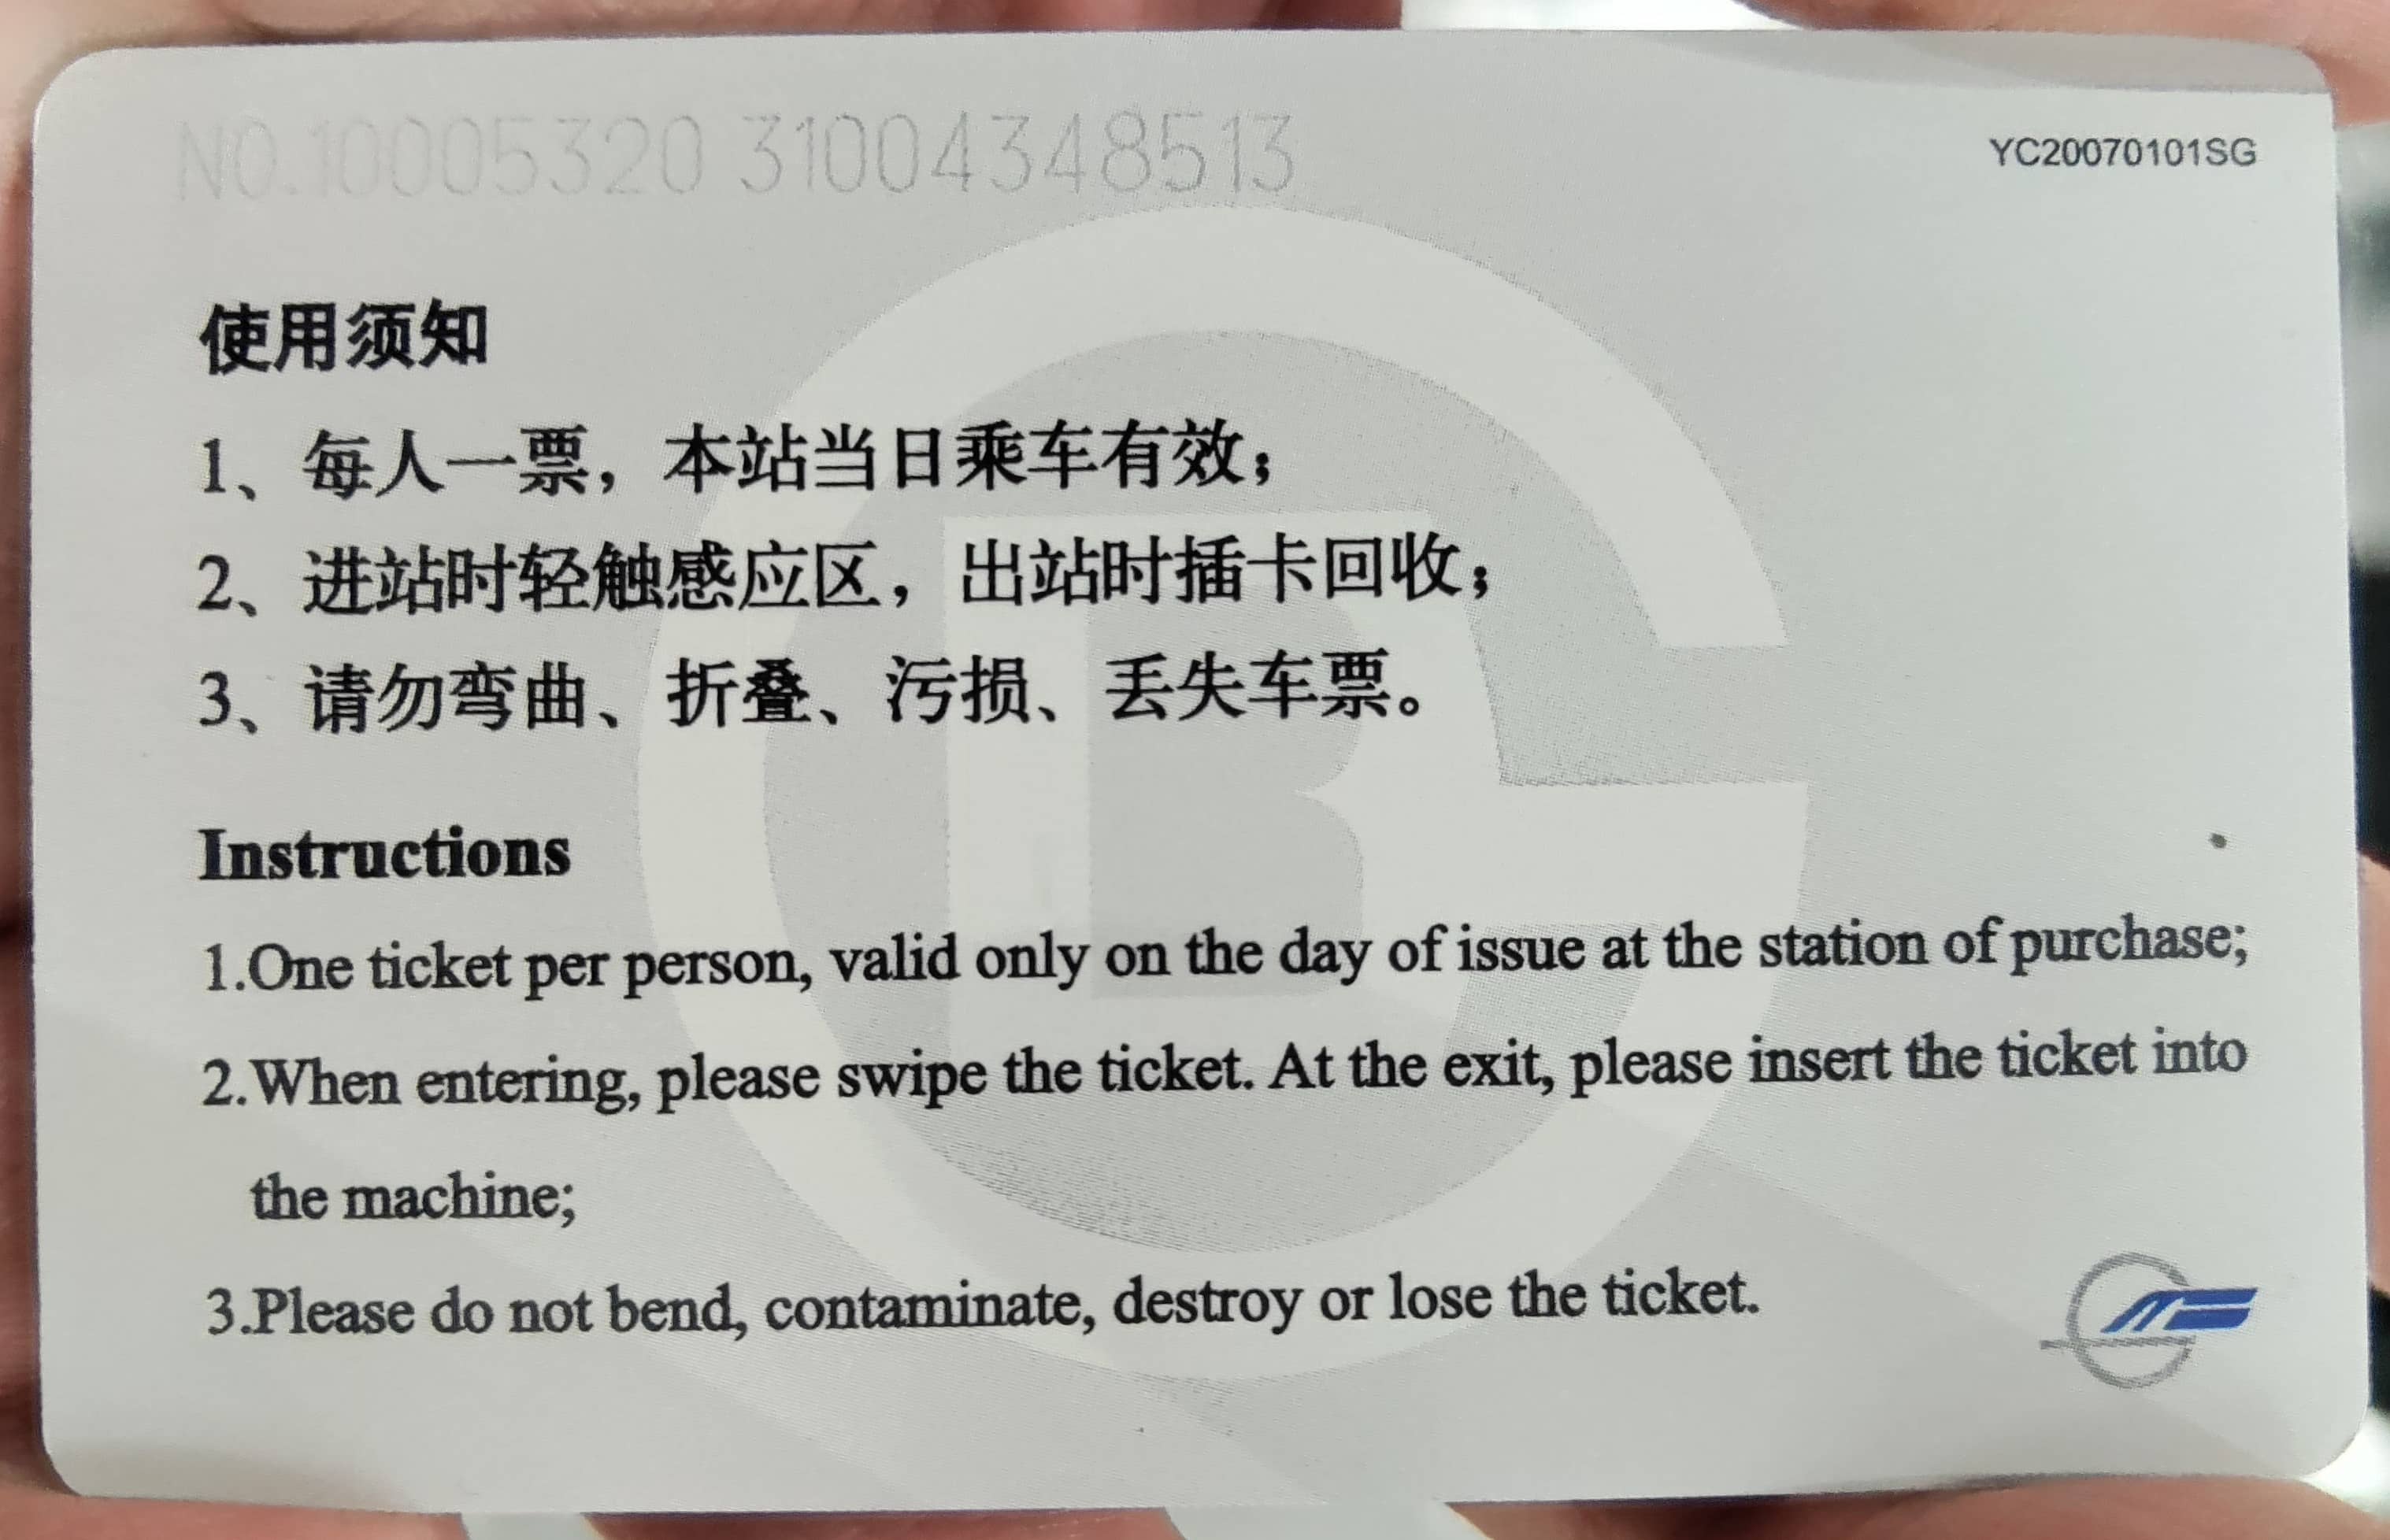 NO.10005320 31004348513
YC20070101SG
使用须知
1、每人一票，本站当日乘车有效；
2、进站时轻触感应区，出站时插卡回收；
3、请勿弯曲、折叠、污损、丢失车票。
Instructions
1.One ticket per person, valid only on the day of issue at the station of purchase;
2.When entering, please swipe the ticket. At the exit, please insert the ticket into
the machine;
3.Please do not bend, contaminate, destroy or lose the ticket.